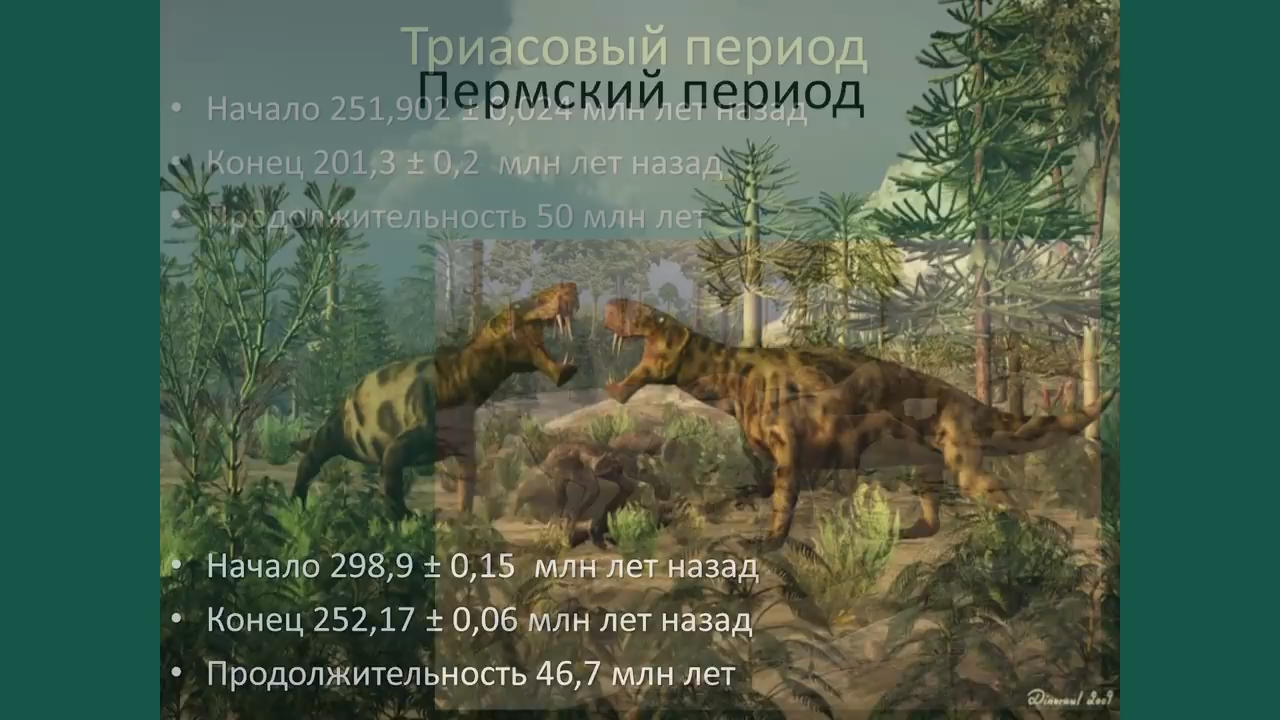 Триасовый период
Пермский период
• Начало 251,902 ± 0,024 млн лет назад
• Конец 201,3 ± 0,2 млн лет назад
• Продолжительность 50 млн лет
• Начало 298,9 ± 0,15 млн лет назад
• Конец 252,17 ± 0,06 млн лет назад
• Продолжительность 46,7 млн лет